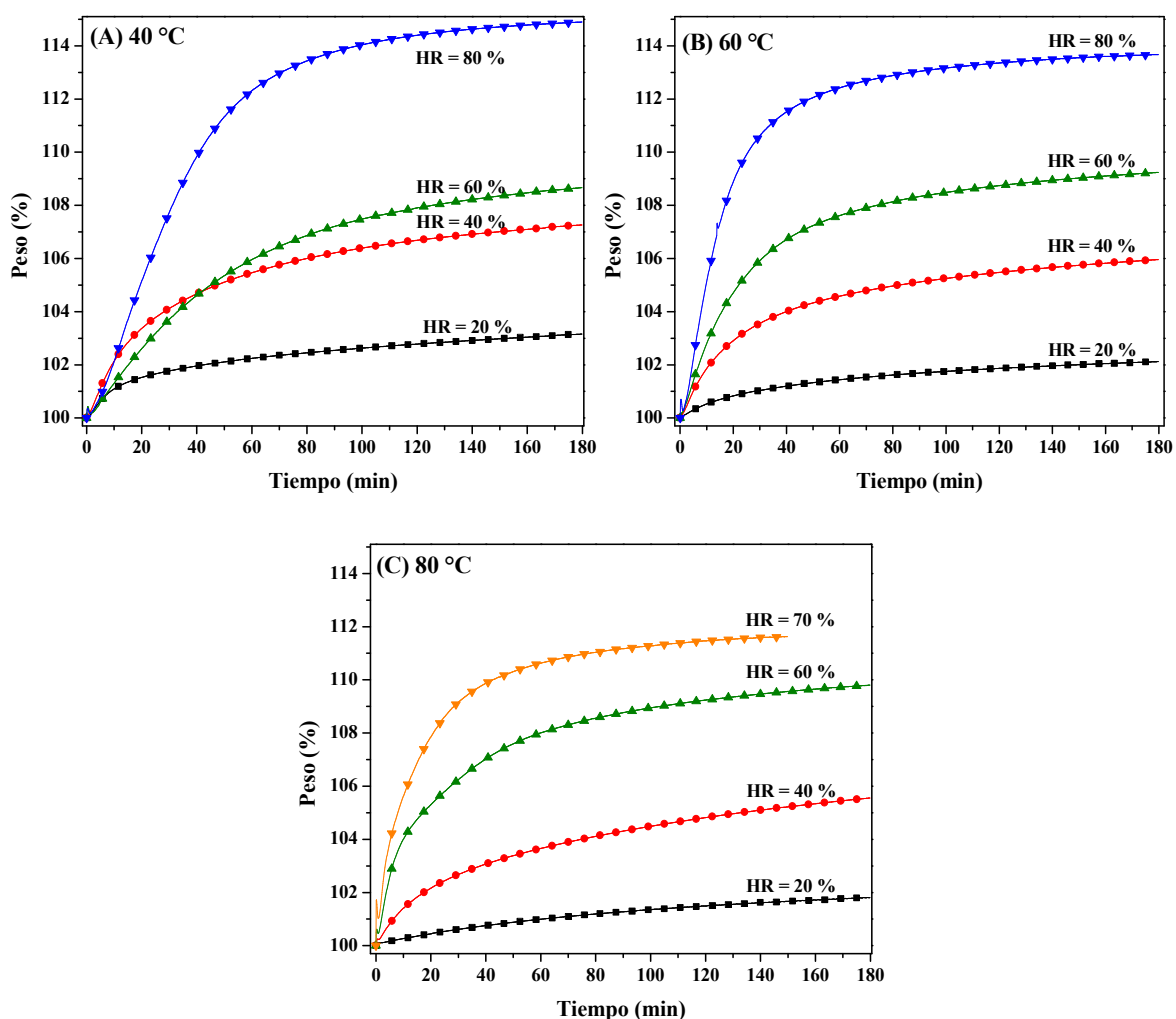 (A) 40 °C
HR = 80 %
HR = 60 %
HR = 40 %
HR = 20 %
Peso (%)
114
112
110
108
106
104
102
100
0 20 40 60 80 100 120 140 160 180
Tiempo (min)
(B) 60 °C
HR = 80 %
HR = 60 %
HR = 40 %
HR = 20 %
Peso (%)
114
112
110
108
106
104
102
100
0 20 40 60 80 100 120 140 160 180
Tiempo (min)
(C) 80 °C
HR = 70 %
HR = 60 %
HR = 40 %
HR = 20 %
Peso (%)
114
112
110
108
106
104
102
100
0 20 40 60 80 100 120 140 160 180
Tiempo (min)